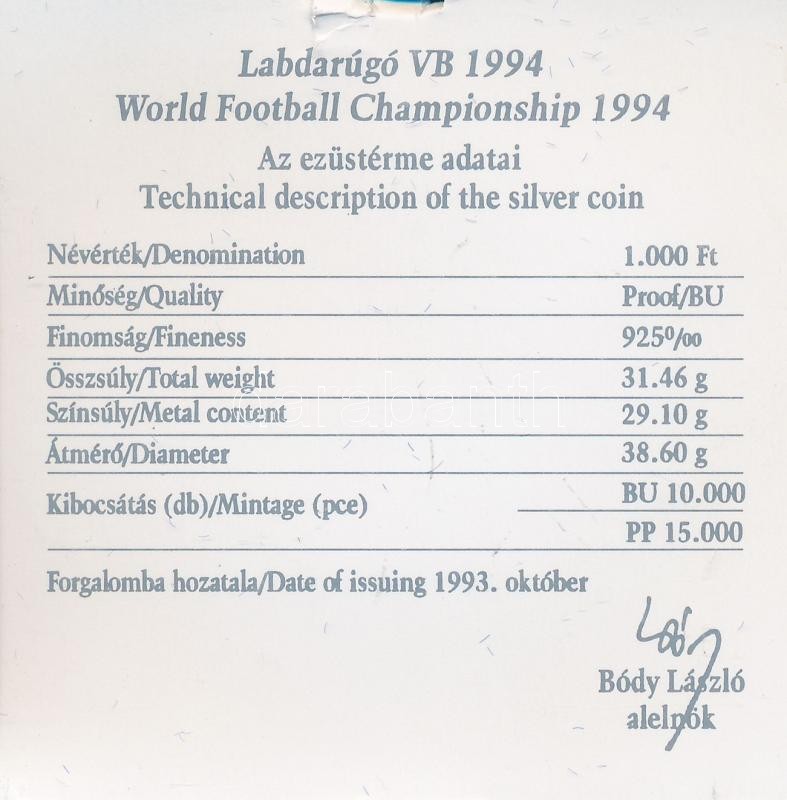 Labdarúgó VB 1994
World Football Championship 1994
Az ezüstérme adatai
Technical description of the silver coin
Névérték/Denomination 1.000 Ft
Minőség/Quality Proof/BU
Finomság/Fineness 925‰
Összsúly/Total weight 31.46 g
Színsúly/Metal content 29.10 g
Átmérő/Diameter 38.60 g
Kibocsátás (db)/Mintage (pce) BU 10.000
PP 15.000
Forgalomba hozatala/Date of issuing 1993. október
Bódy László
alelnök
darabanth